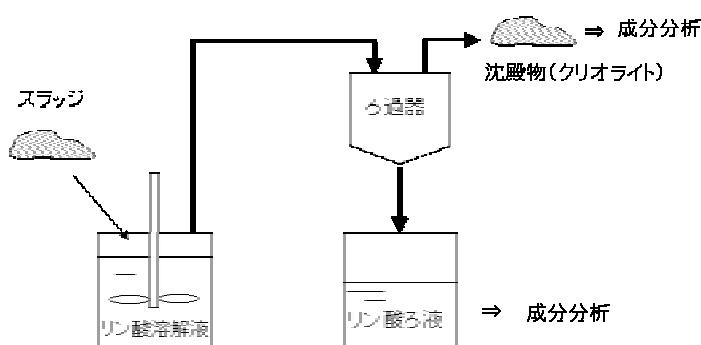 ⇒ 成分分析
沈殿物(クリオライト)
スラッジ
ろ過器
リン酸溶解液
リン酸ろ液
⇒ 成分分析